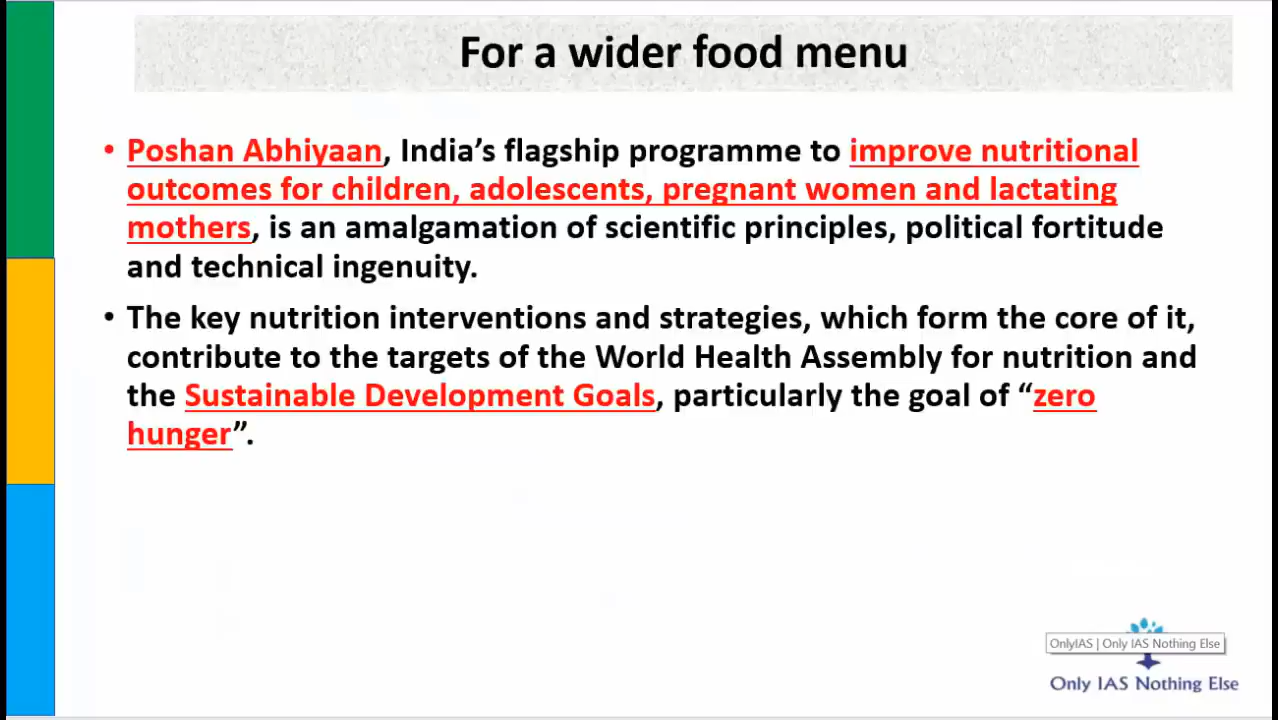 For a wider food menu
• Poshan Abhiyaan, India’s flagship programme to improve nutritional
outcomes for children, adolescents, pregnant women and lactating
mothers, is an amalgamation of scientific principles, political fortitude
and technical ingenuity.
• The key nutrition interventions and strategies, which form the core of it,
contribute to the targets of the World Health Assembly for nutrition and
the Sustainable Development Goals, particularly the goal of “zero
hunger”.
OnlyIAS | Only IAS Nothing Else
Only IAS Nothing Else